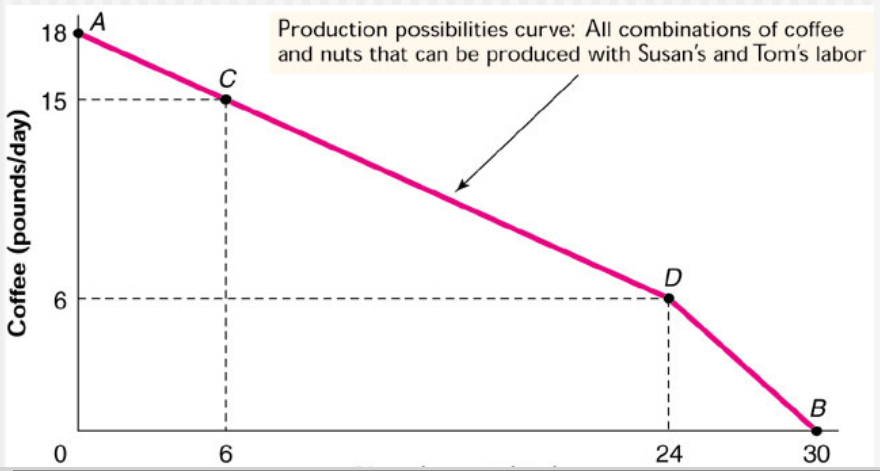 18
A
Production possibilities curve: All combinations of coffee
and nuts that can be produced with Susan's and Tom's labor
C
15
Coffee (pounds/day)
D
6
B
0
6
24
30